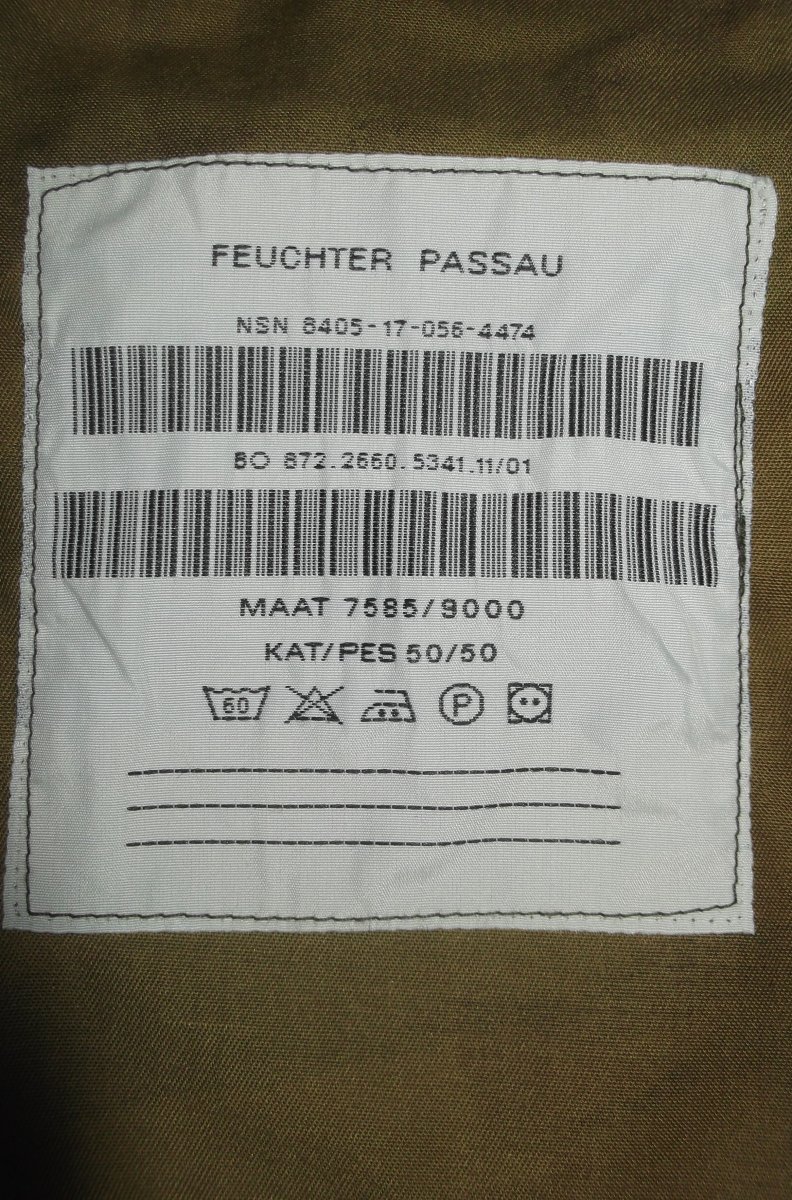 FEUCHTER PASSAU
NSN 8405-17-056-4474
BO 872.2660.5341.11/01
MAAT 7585/9000
KAT/PES 50/50
60 P